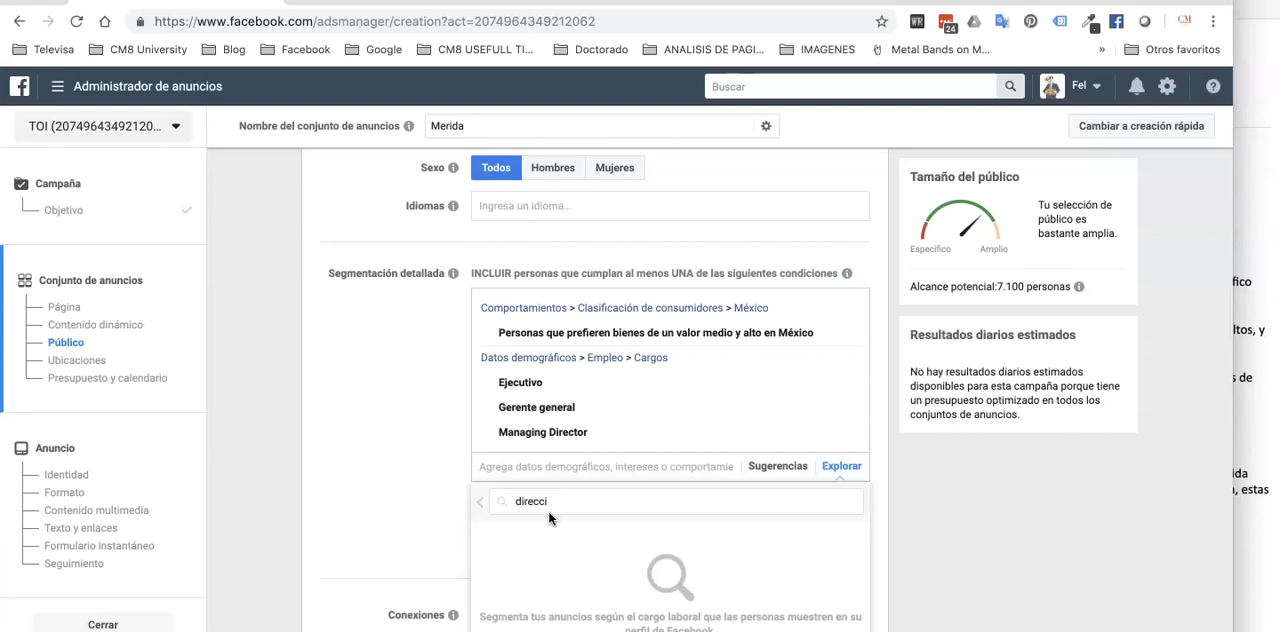 https://www.facebook.com/adsmanager/creation?act=2074964349212062
24
CM
Televisa CM8 University Blog Facebook Google CM8 USEFULL TI... Doctorado ANALISIS DE PAGI... IMAGENES Metal Bands on M... » Otros favoritos
Administrador de anuncios
Buscar
Fel
TOI (20749643492120...
Nombre del conjunto de anuncios
Merida
Cambiar a creación rápida
Campaña
Objetivo
Conjunto de anuncios
Página
Contenido dinámico
Público
Ubicaciones
Presupuesto y calendario
Anuncio
Identidad
Formato
Contenido multimedia
Texto y enlaces
Formulario instantáneo
Seguimiento
Cerrar
Sexo
Todos Hombres Mujeres
Idiomas
Ingresa un idioma...
Segmentación detallada
INCLUIR personas que cumplan al menos UNA de las siguientes condiciones
Comportamientos > Clasificación de consumidores > México
Personas que prefieren bienes de un valor medio y alto en México
Datos demográficos > Empleo > Cargos
Ejecutivo
Gerente general
Managing Director
Agrega datos demográficos, intereses o comportamie
Sugerencias
Explorar
direcci
Segmenta tus anuncios según el cargo laboral que las personas muestren en su
perfil de Facebook.
Conexiones
Tamaño del público
Tu selección de
público es
bastante amplia.
Específico Amplio
Alcance potencial:7.100 personas
Resultados diarios estimados
No hay resultados diarios estimados
disponibles para esta campaña porque tiene
un presupuesto optimizado en todos los
conjuntos de anuncios.
fico
ltos, y
s de
ida
, estas